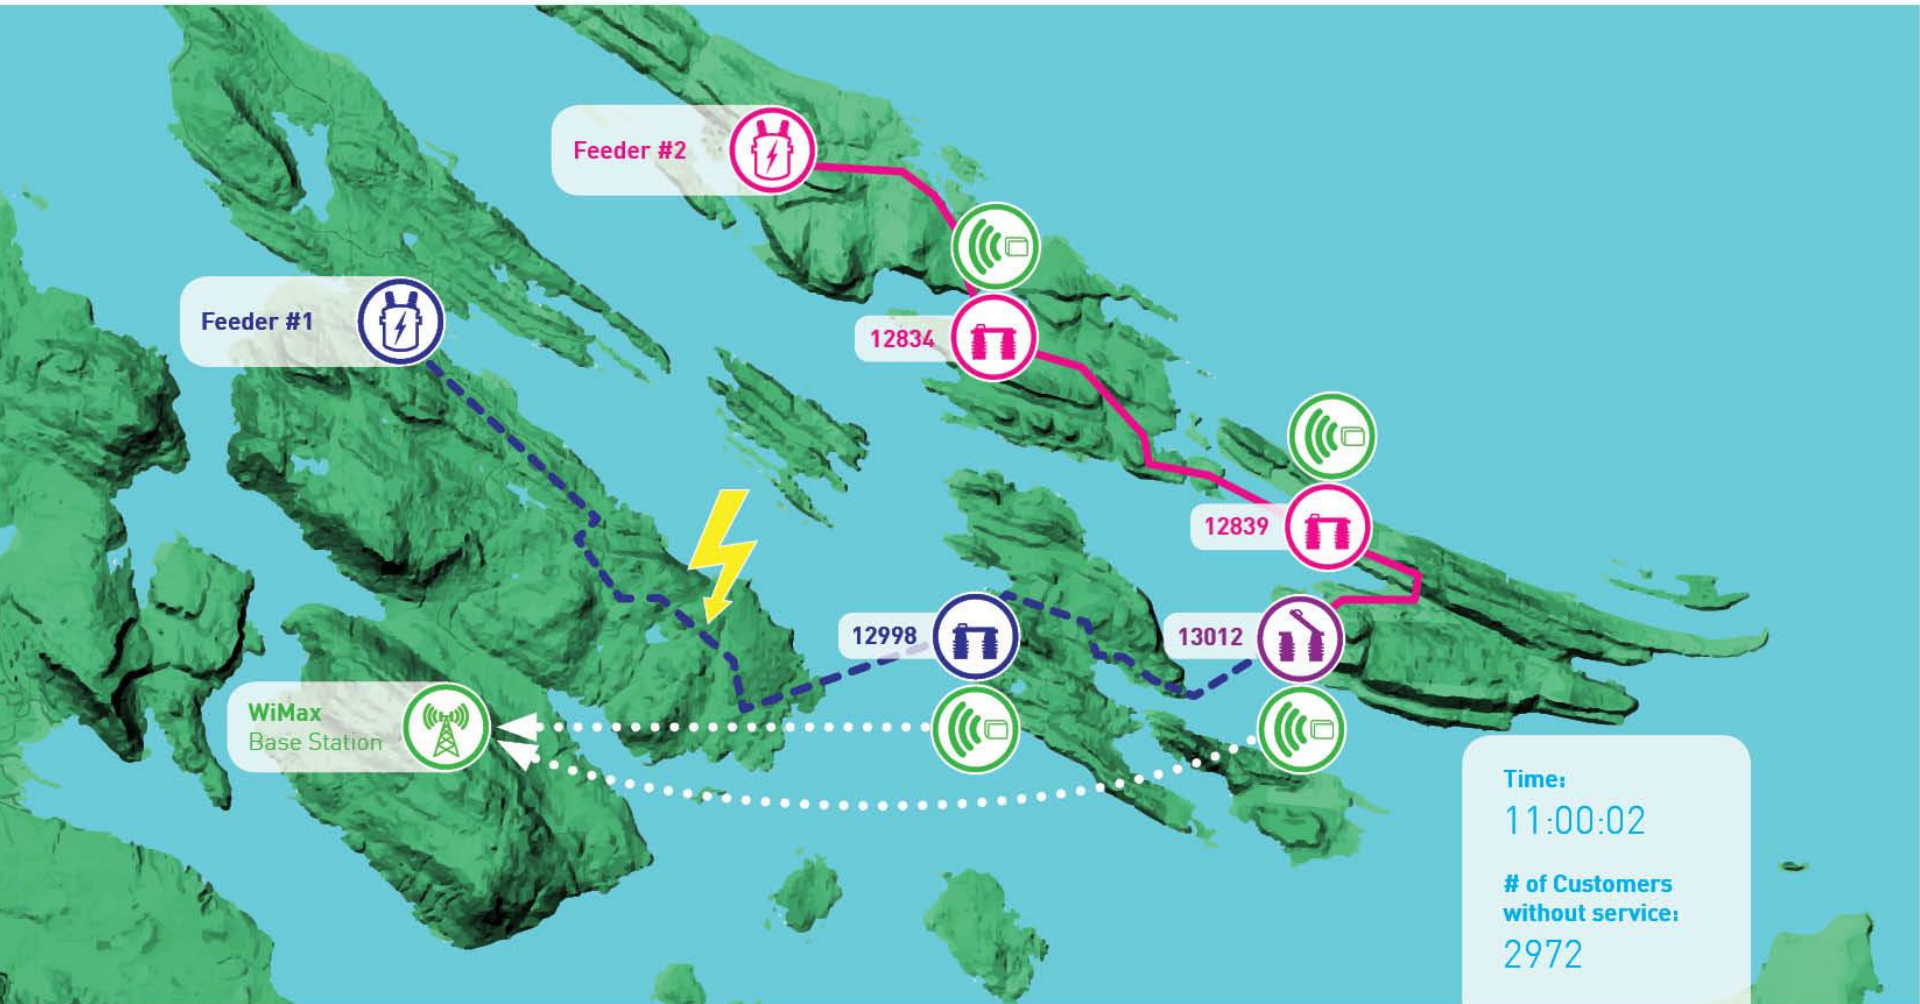 Feeder #2
Feeder #1
12834
12839
12998
13012
WiMax
Base Station
Time:
11:00:02
# of Customers
without service:
2972